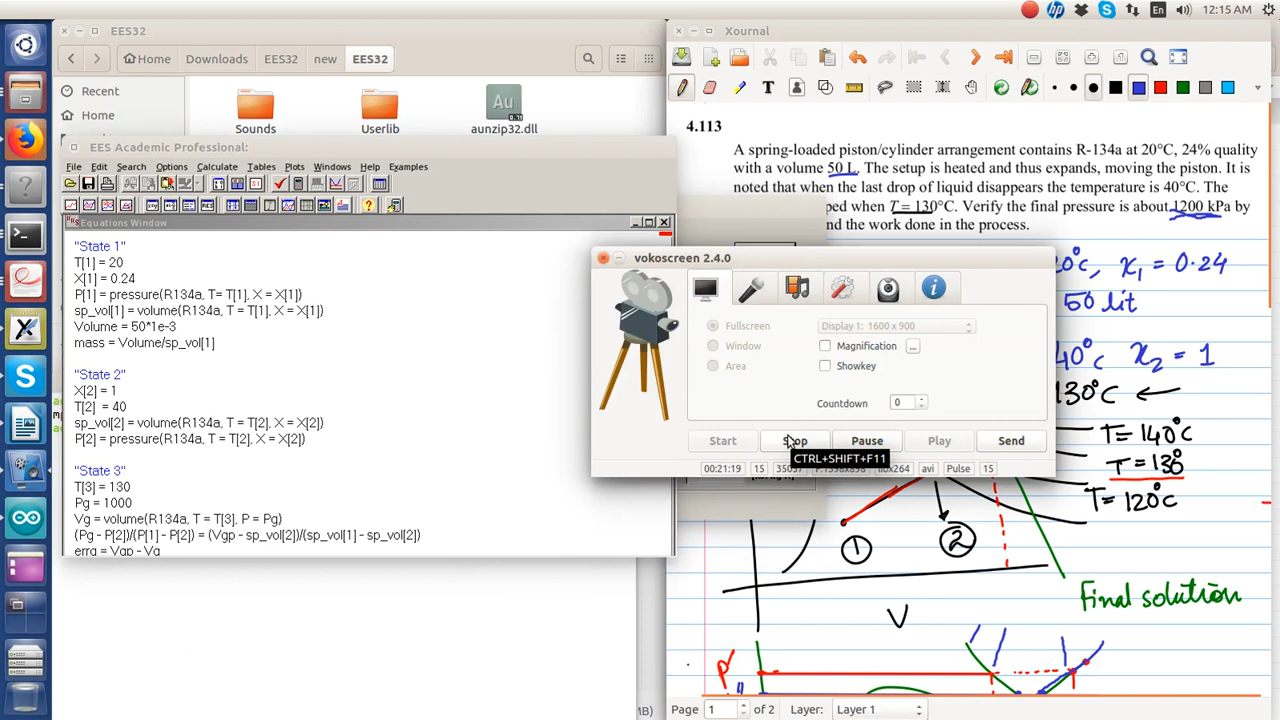 En
12:15 AM
EES32
Home
Downloads
EES32
new
EES32
Recent
Home
Sounds
Userlib
Au
aunzip32.dll
EES Academic Professional:
File Edit Search Options Calculate Tables Plots Windows Help Examples
Equations Window
"State 1"
T[1] = 20
X[1] = 0.24
P[1] = pressure(R134a, T= T[1], X = X[1])
sp_vol[1] = volume(R134a, T = T[1], X = X[1])
Volume = 50*1e-3
mass = Volume/sp_vol[1]
"State 2"
X[2] = 1
T[2] = 40
sp_vol[2] = volume(R134a, T = T[2], X = X[2])
P[2] = pressure(R134a, T = T[2], X = X[2])
"State 3"
T[3] = 130
Pg = 1000
Vg = volume(R134a, T = T[3], P = Pg)
(Pg - P[2])/(P[1] - P[2]) = (Vgp - sp_vol[2])/(sp_vol[1] - sp_vol[2])
errg = Vgp - Vg
Xournal
4.113
A spring-loaded piston/cylinder arrangement contains R-134a at 20°C, 24% quality
with a volume 50 L. The setup is heated and thus expands, moving the piston. It is
noted that when the last drop of liquid disappears the temperature is 40°C. The
ped when T = 130°C. Verify the final pressure is about 1200 kPa by
nd the work done in the process.
20°C, x₁ = 0.24
50 lit
40°C x₂ = 1
130°C
T = 140°C
T = 130°
T = 120°C
1
2
V
Final solution
P
Page 1 of 2 Layer: Layer 1
vokoscreen 2.4.0
Fullscreen Display 1: 1600 x 900
Window Magnification ...
Area Showkey
Countdown 0
Start Stop Pause Play Send
CTRL+SHIFT+F11
00:21:19 15 libx264 avi Pulse 15